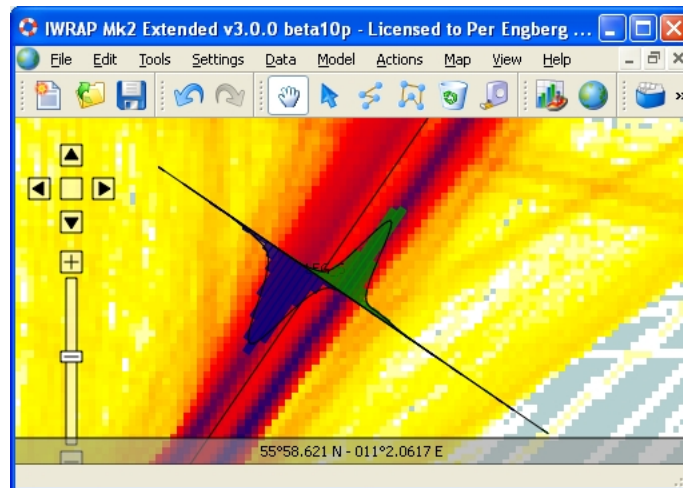 IWRAP Mk2 Extended v3.0.0 beta10p - Licensed to Per Engberg ...
File Edit Tools Settings Data Model Actions Map View Help
55°58.621 N - 011°2.0617 E